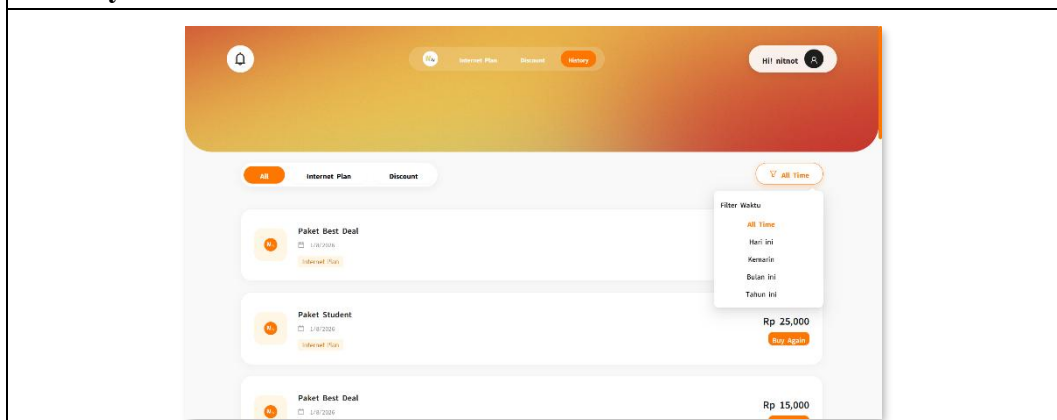 Internet Plan Discount History
Hi! nitnot
All Internet Plan Discount
All Time
Filter Waktu
All Time
Hari ini
Kemarin
Bulan ini
Tahun ini
Paket Best Deal
1/8/2026
Internet Plan
Paket Student
1/8/2026
Internet Plan
Rp 25,000
Buy Again
Paket Best Deal
1/8/2026
Rp 15,000